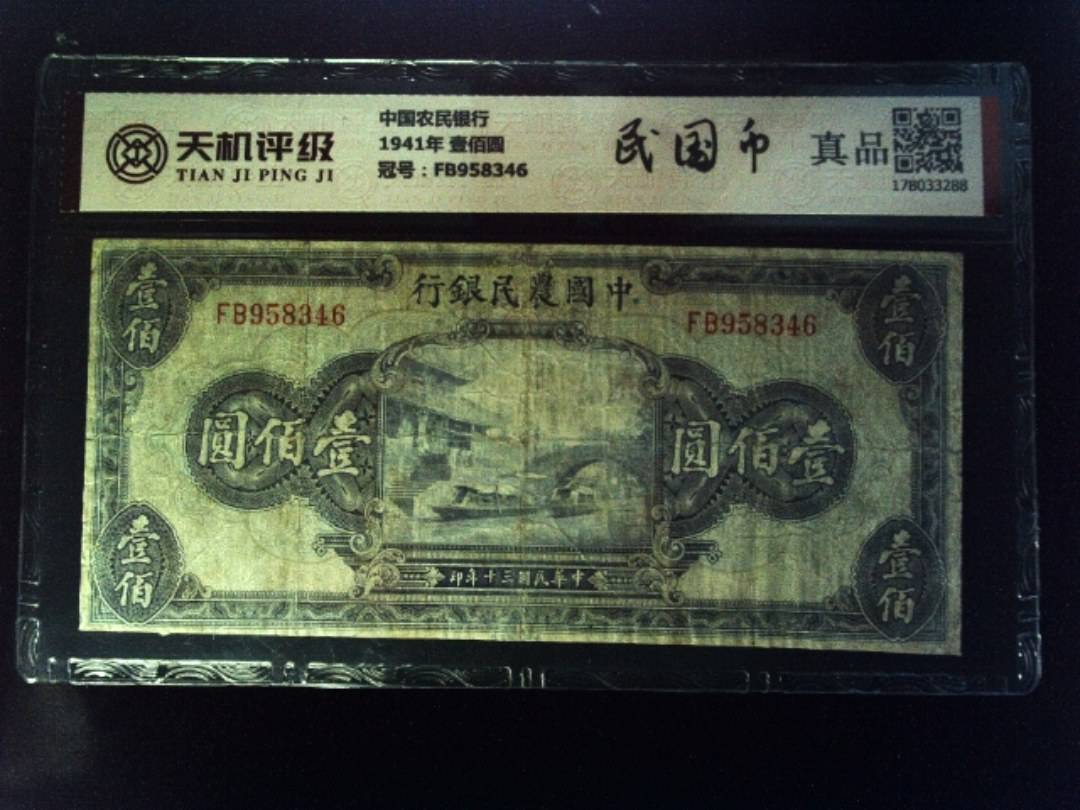 天机评级
TIAN JI PING JI
中国农民银行
1941年 壹佰圆
冠号：FB958346
民国币
真品
178033288
行銀民農國中
壹佰
壹佰
FB958346
FB958346
圓佰壹
圓佰壹
壹佰
壹佰
印年十三國民華中